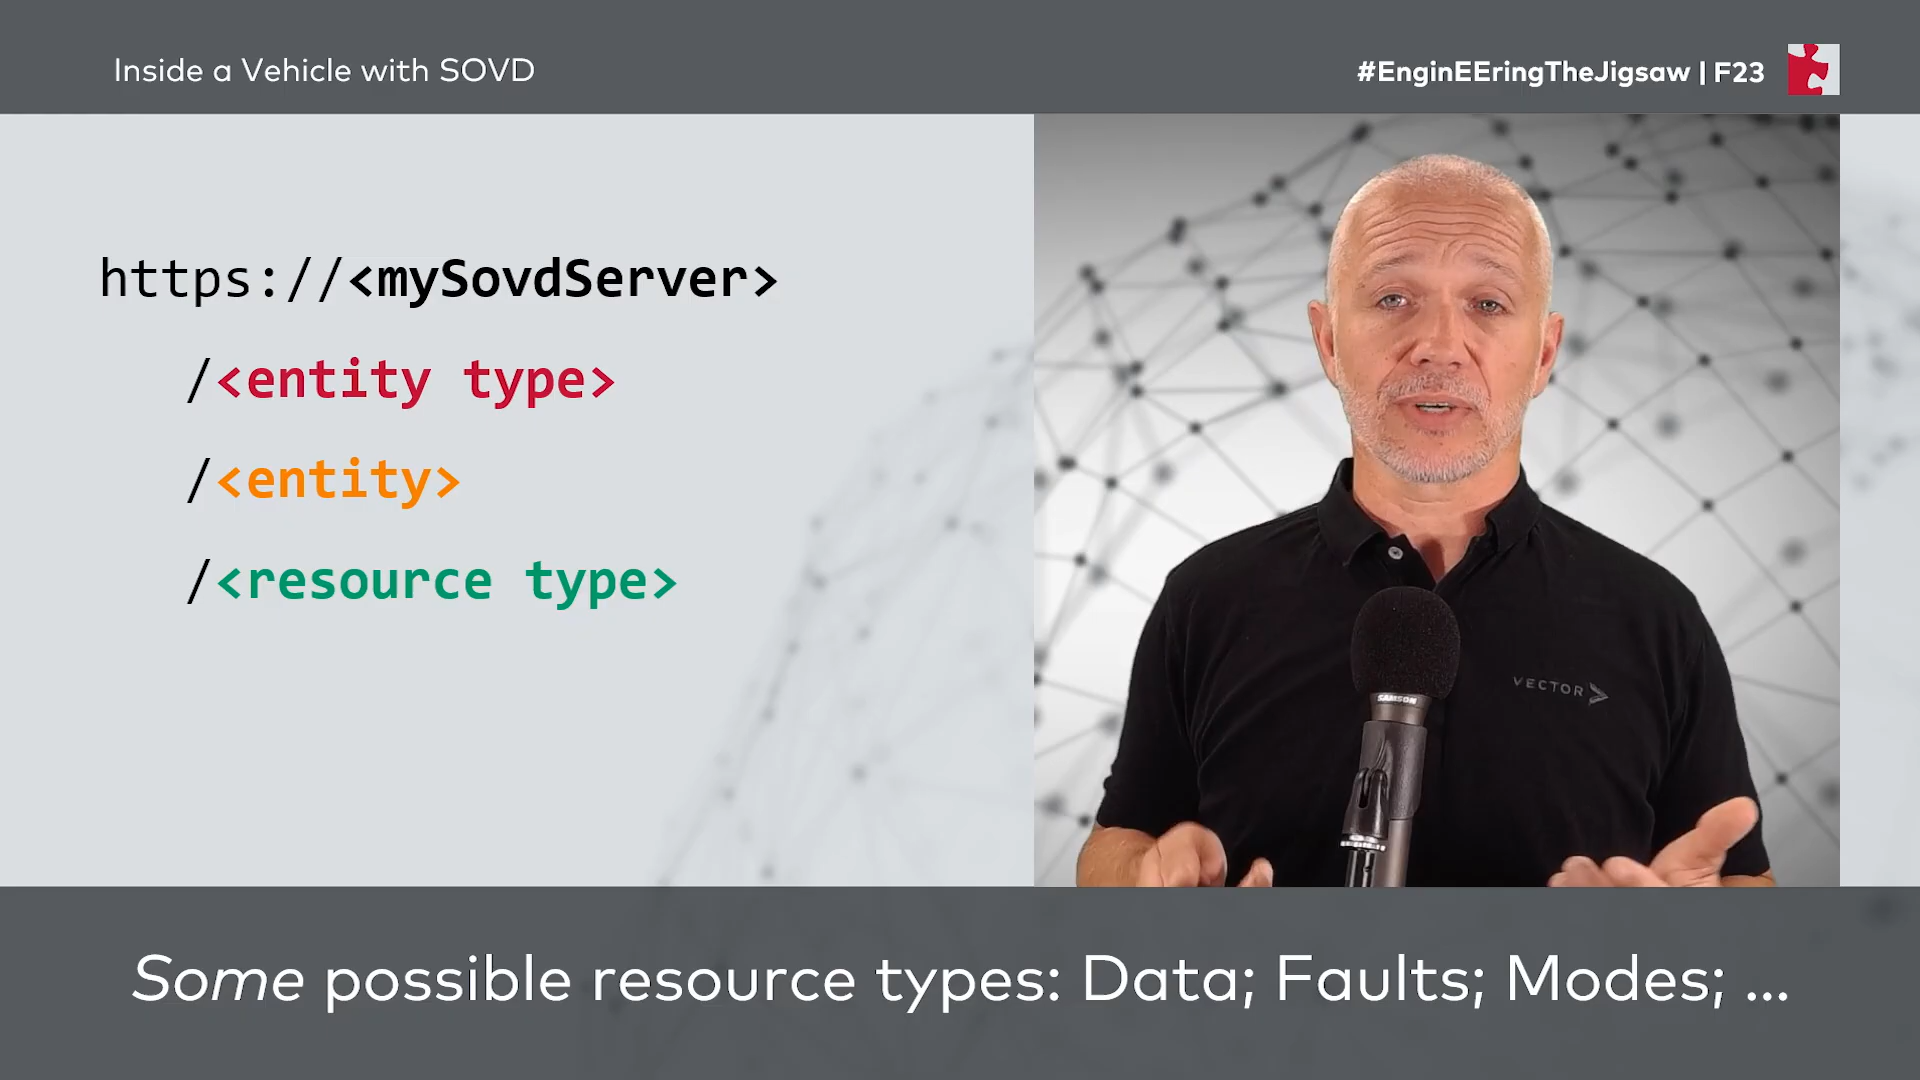 Inside a Vehicle with SOVD
#EnginEEringTheJigsaw | F23
https://<mySovdServer>
/<entity type>
/<entity>
/<resource type>
SAMSON
VECTOR
Some possible resource types: Data; Faults; Modes; ...